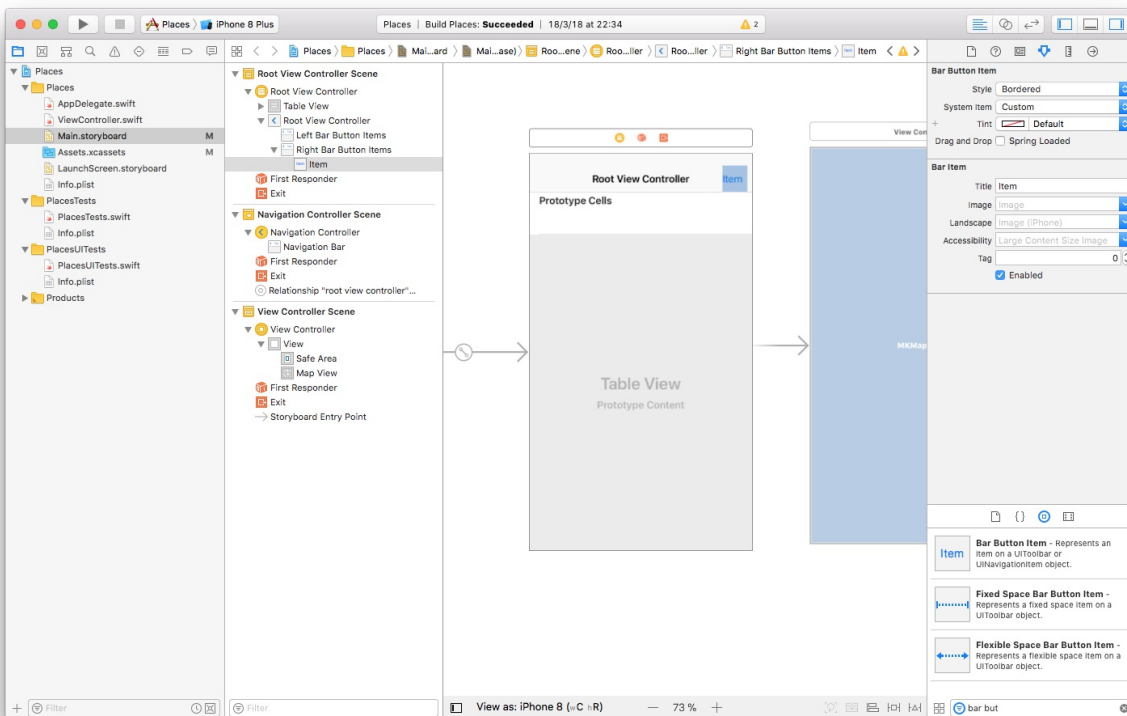 Places iPhone 8 Plus
Places | Build Places: Succeeded | 18/3/18 at 22:34
2
Places Places Mai...ard Mai...ase) Roo...ene Roo...ller Roo...ller Right Bar Button Items Item
Places
Places
AppDelegate.swift
ViewController.swift
Main.storyboard M
Assets.xcassets M
LaunchScreen.storyboard
Info.plist
PlacesTests
PlacesTests.swift
Info.plist
PlacesUITests
PlacesUITests.swift
Info.plist
Products
Filter
Root View Controller Scene
Root View Controller
Table View
Root View Controller
Left Bar Button Items
Right Bar Button Items
Item
First Responder
Exit
Navigation Controller Scene
Navigation Controller
Navigation Bar
First Responder
Exit
Relationship "root view controller"...
View Controller Scene
View Controller
View
Safe Area
Map View
First Responder
Exit
Storyboard Entry Point
Filter
Root View Controller Item
Prototype Cells
Table View
Prototype Content
View Con
MKMap
View as: iPhone 8 (wC hR)
73 %
Bar Button Item
Style Bordered
System Item Custom
Tint Default
Drag and Drop Spring Loaded
Bar Item
Title Item
Image Image
Landscape Image (iPhone)
Accessibility Large Content Size Image
Tag 0
Enabled
Item
Bar Button Item - Represents an
item on a UIToolbar or
UINavigationItem object.
Fixed Space Bar Button Item -
Represents a fixed space item on a
UIToolbar object.
Flexible Space Bar Button Item -
Represents a flexible space item on a
UIToolbar object.
bar but